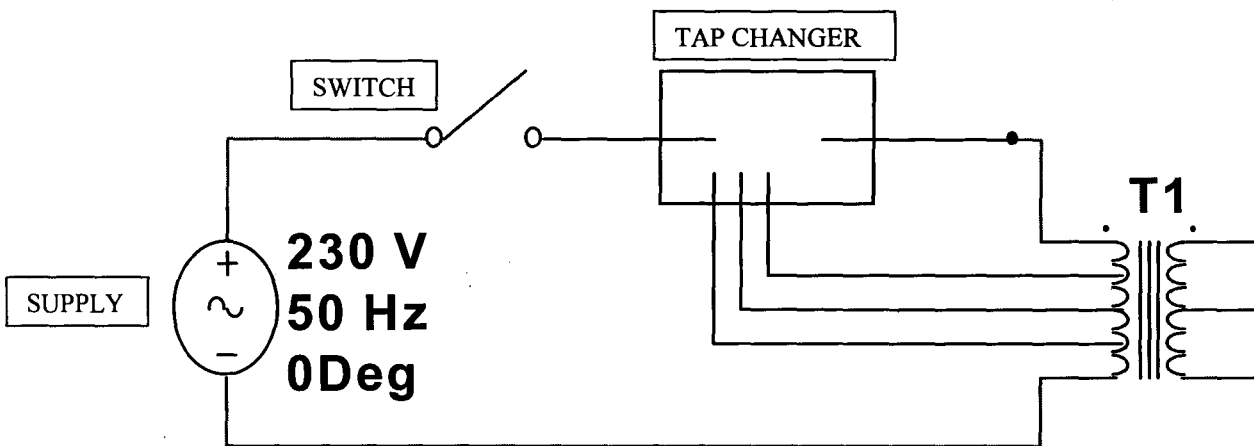 TAP CHANGER
SWITCH
T1
230 V
SUPPLY
50 Hz
0Deg